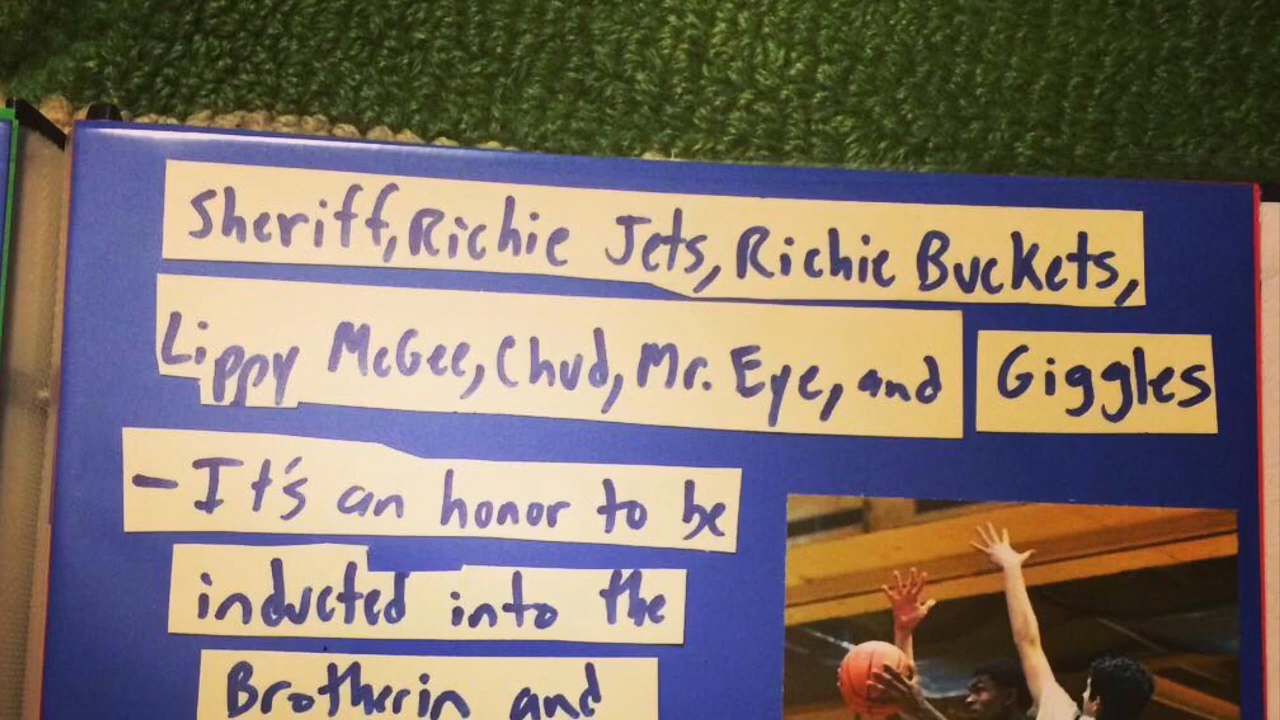 Sheriff, Richie Jets, Richie Buckets,
Lippy McGee, Chud, Mr. Eye, and Giggles
- It's an honor to be
inducted into the
Brotherin and